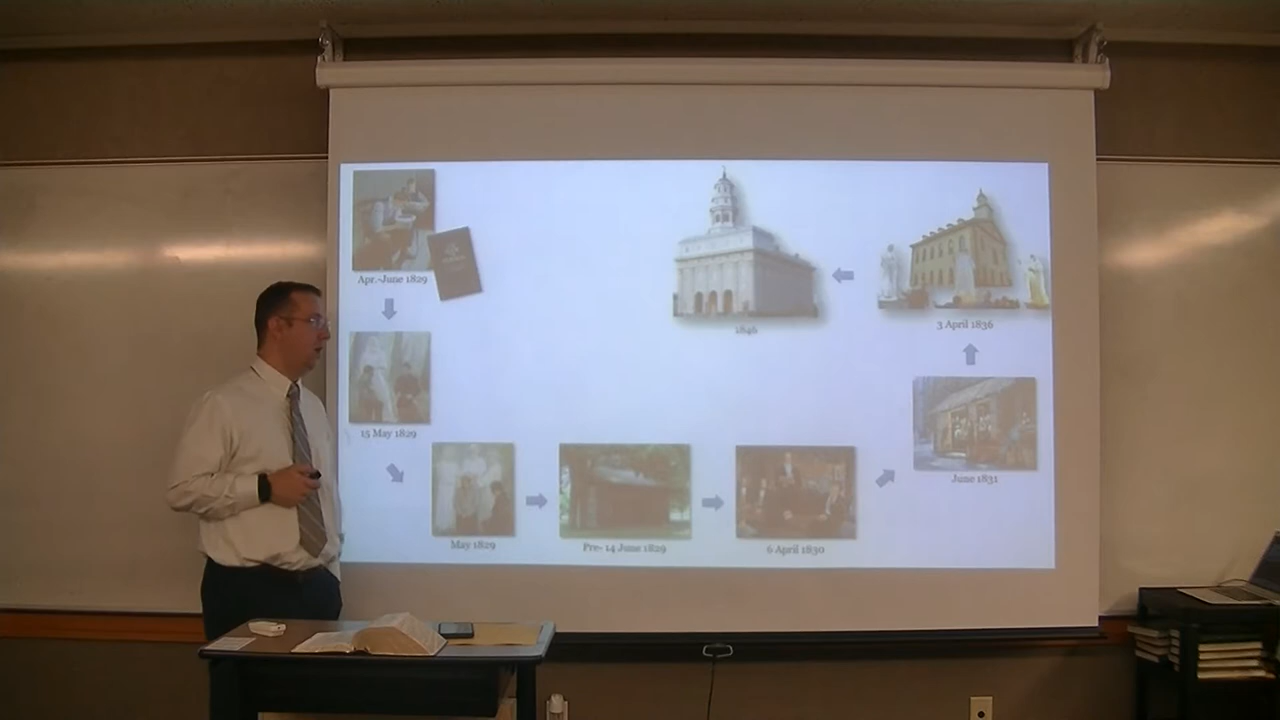 Apr.-June 1829
15 May 1829
May 1829
Pre- 14 June 1829
6 April 1830
June 1831
3 April 1836
1846